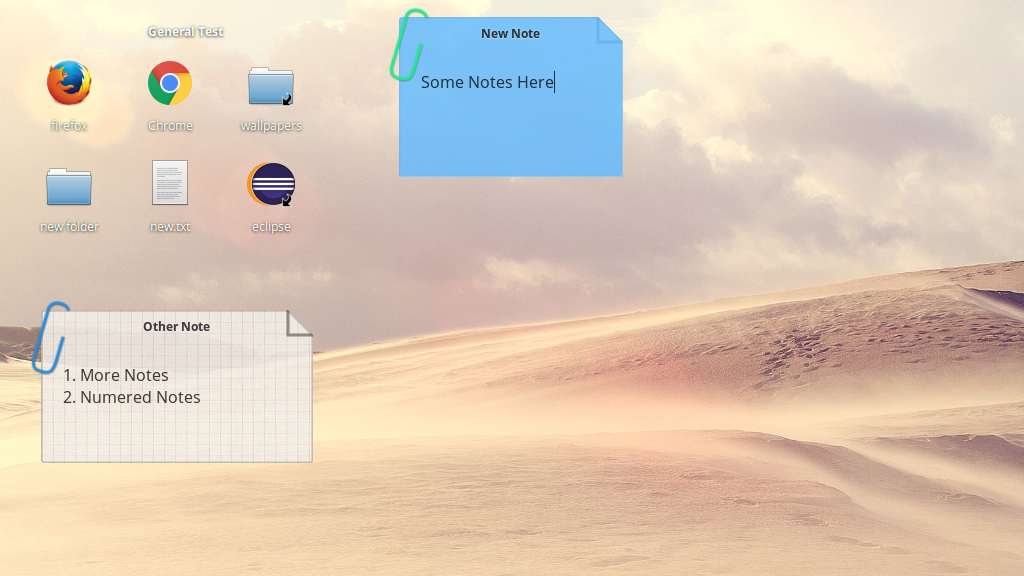 General Test
firefox
Chrome
wallpapers
new folder
new.txt
eclipse
New Note
Some Notes Here
Other Note
1. More Notes
2. Numered Notes